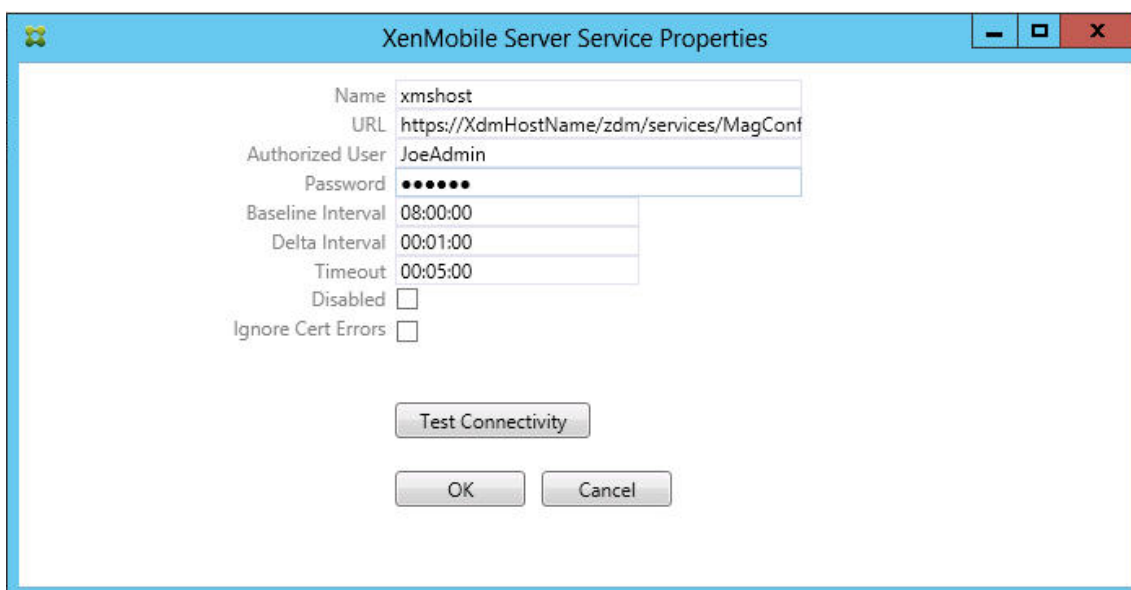 XenMobile Server Service Properties
Name xmshost
URL https://XdmHostName/zdm/services/MagConf
Authorized User JoeAdmin
Password ●●●●●●
Baseline Interval 08:00:00
Delta Interval 00:01:00
Timeout 00:05:00
Disabled
Ignore Cert Errors
Test Connectivity
OK Cancel